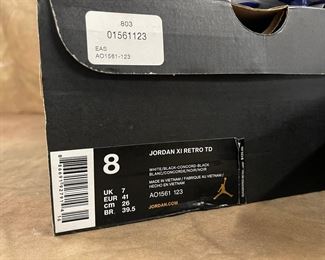 803
01561123
EAS
AO1561-123
8
JORDAN XI RETRO TD
UK 7
EUR 41
cm 26
BR. 39.5
WHITE/BLACK-CONCORD-BLACK
BLANC/CONCORDE/NOIR/NOIR
MADE IN VIETNAM / FABRIQUE AU VIETNAM /
HECHO EN VIETNAM
AO1561 123
JORDAN.COM